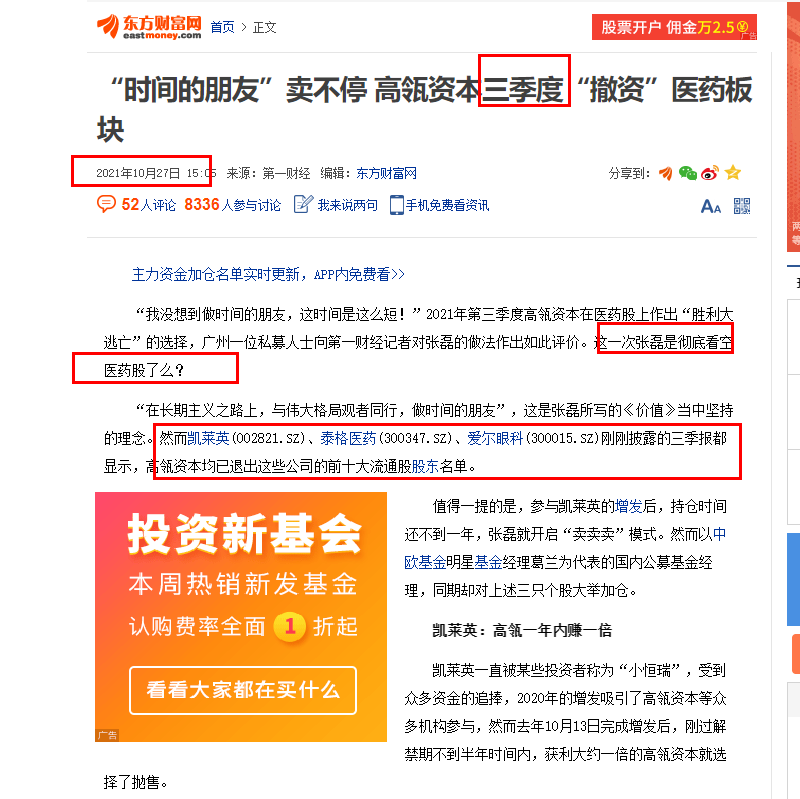 东方财富网
eastmoney.com
首页 > 正文
股票开户 佣金万2.5
广告
“时间的朋友”卖不停 高瓴资本三季度“撤资”医药板
块
2021年10月27日 15:05 来源：第一财经 编辑：东方财富网
分享到：
52人评论 8336人参与讨论 我来说两句 手机免费看资讯
AA
主力资金加仓名单实时更新，APP内免费看>>
“我没想到做时间的朋友，这时间是这么短！”2021年第三季度高瓴资本在医药股上作出“胜利大
逃亡”的选择，广州一位私募人士向第一财经记者对张磊的做法作出如此评价。这一次张磊是彻底看空
医药股了么？
“在长期主义之路上，与伟大格局观者同行，做时间的朋友”，这是张磊所写的《价值》当中坚持
的理念。然而凯莱英(002821.SZ)、泰格医药(300347.SZ)、爱尔眼科(300015.SZ)刚刚披露的三季报都
显示，高瓴资本均已退出这些公司的前十大流通股股东名单。
投资新基会
本周热销新发基金
认购费率全面1折起
看看大家都在买什么
广告
值得一提的是，参与凯莱英的增发后，持仓时间
还不到一年，张磊就开启“卖卖卖”模式。然而以中
欧基金明星基金经理葛兰为代表的国内公募基金经
理，同期却对上述三只个股大举加仓。
凯莱英：高瓴一年内赚一倍
凯莱英一直被某些投资者称为“小恒瑞”，受到
众多资金的追捧，2020年的增发吸引了高瓴资本等众
多机构参与，然而去年10月13日完成增发后，刚过解
禁期不到半年时间内，获利大约一倍的高瓴资本就选
择了抛售。